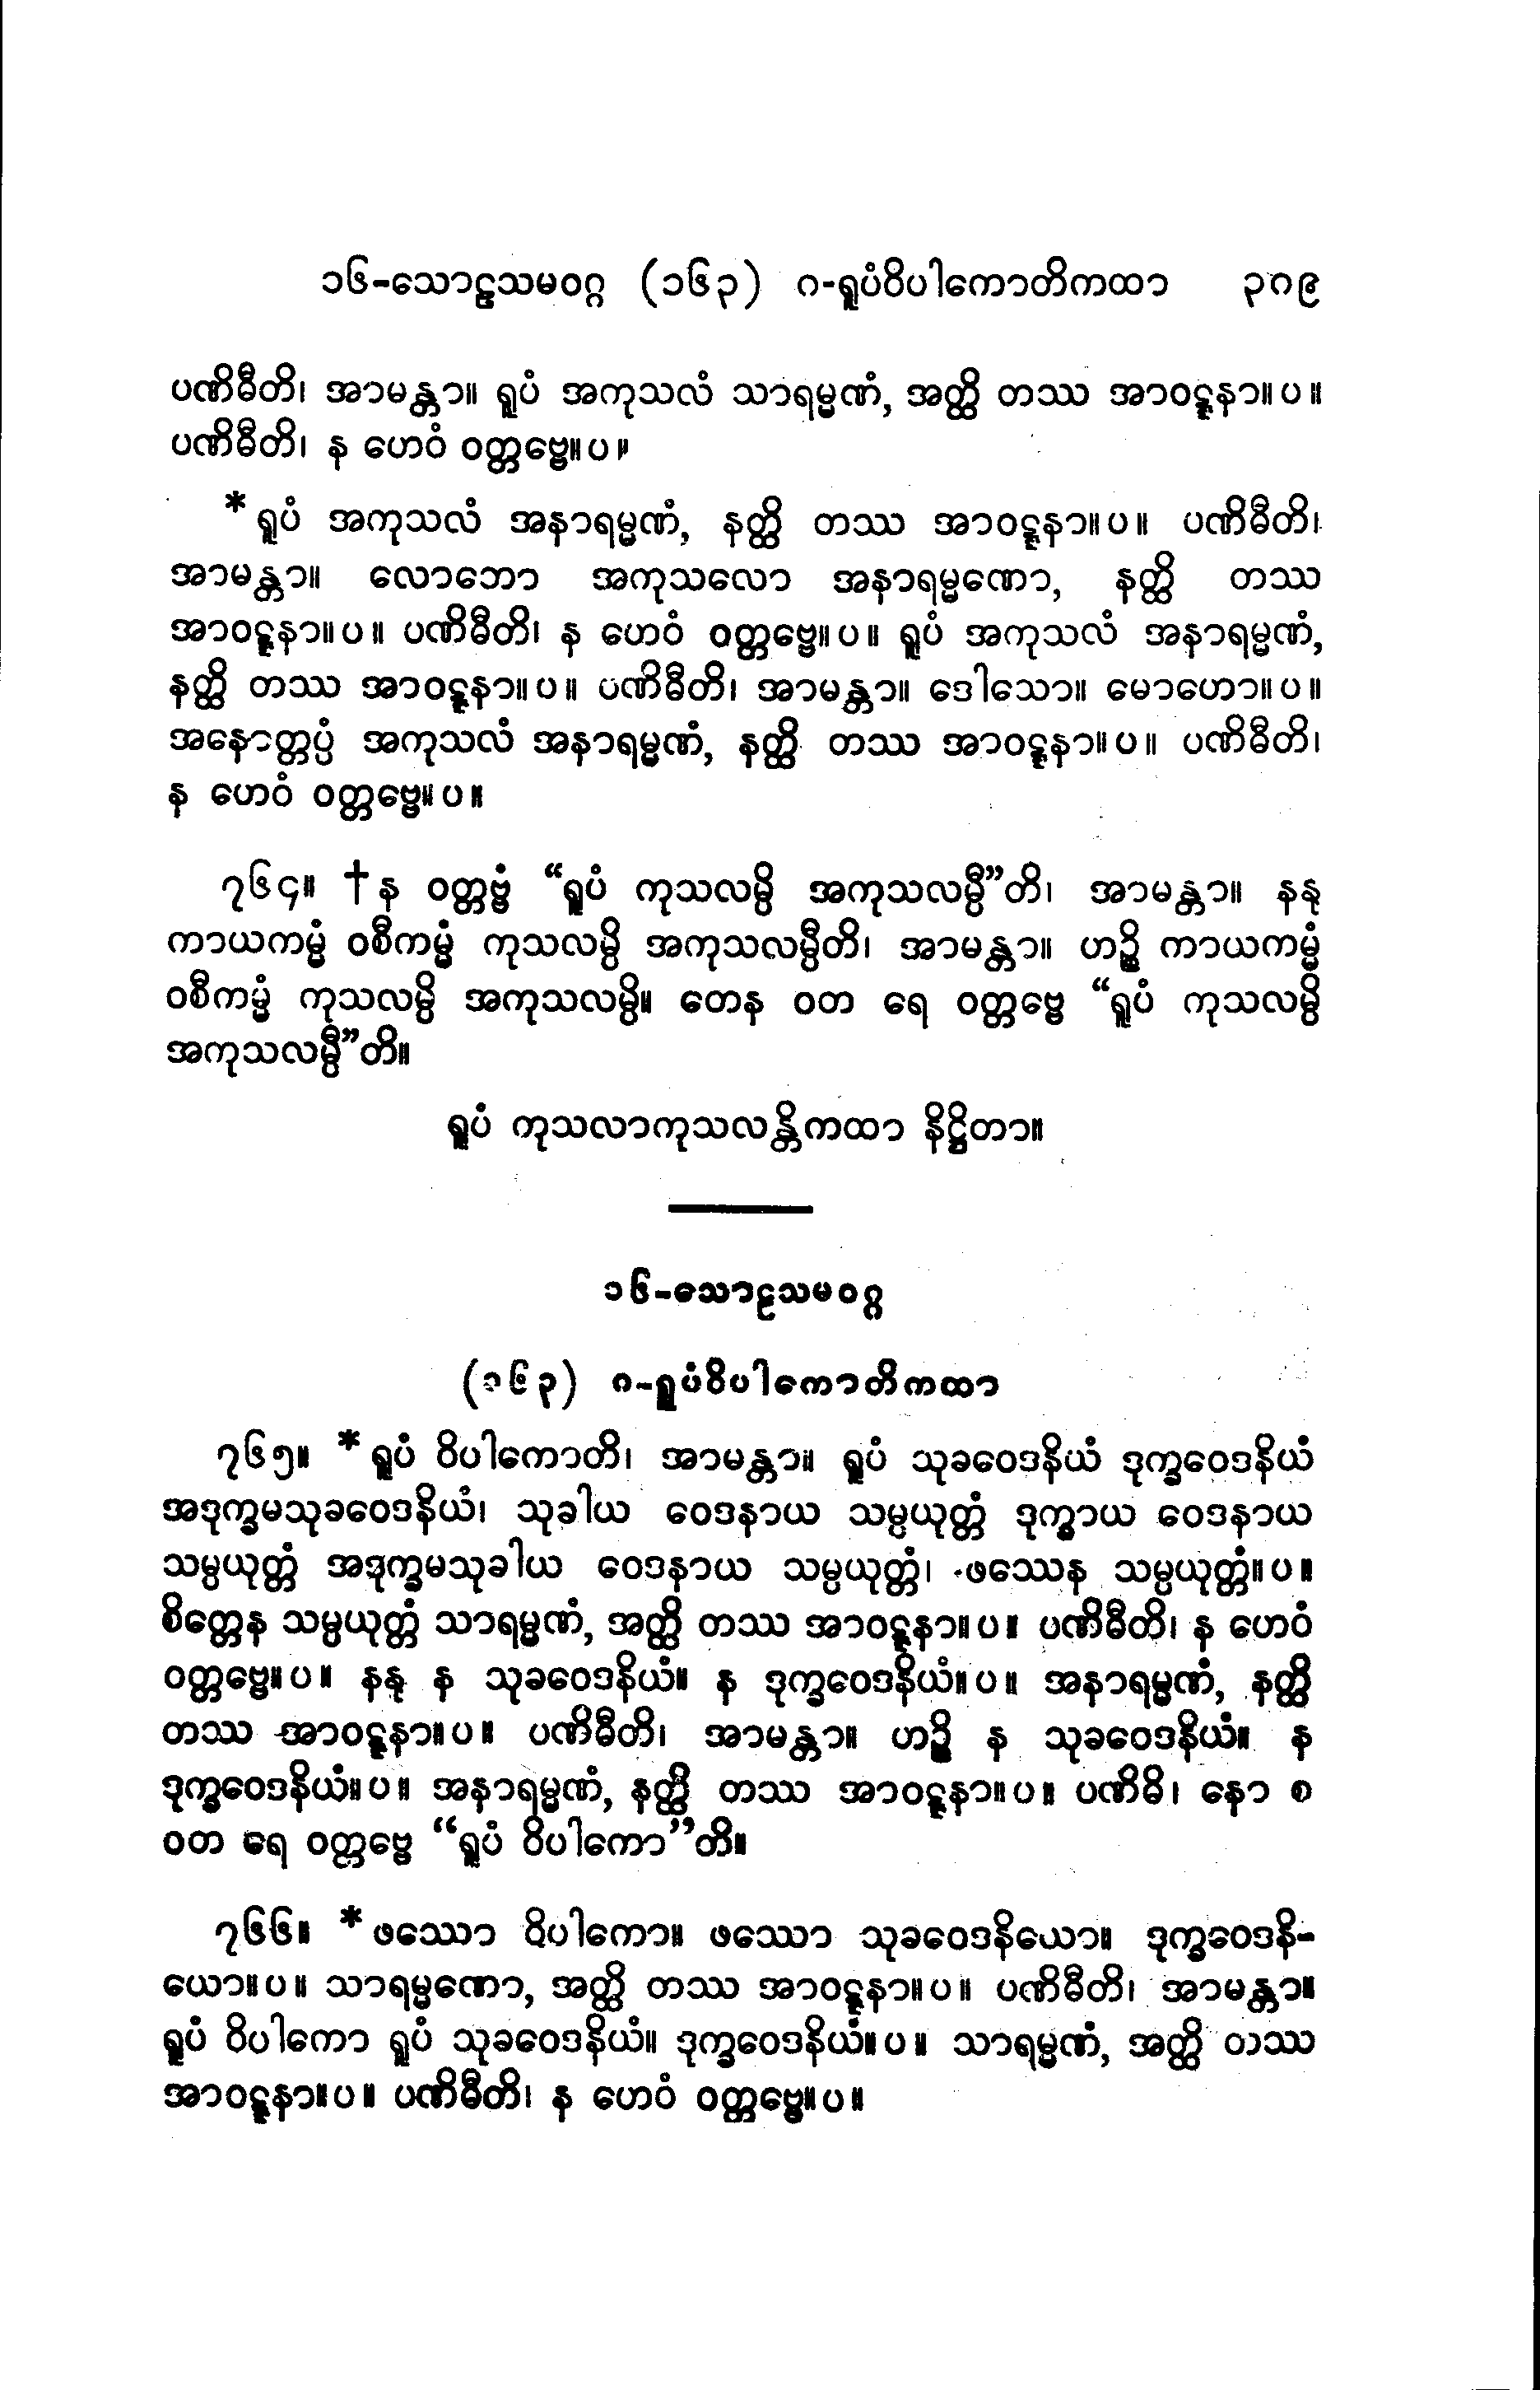 ၁၆-သောဠသမဝဂ္ဂ (၁၆၃) ဂ-ရူပံဝိပါကောတိကထာ ၃၁၉
ပဏိဓီတိ၊ အာမန္တာ။ ရူပံ အကုသလံ သာရမ္မဏံ, အတ္ထိ တဿ အာဝဋ္ဋနာ။ပ။
ပဏိဓီတိ၊ န ဟေဝံ ဝတ္တဗ္ဗေ။ပ။
*ရူပံ အကုသလံ အနာရမ္မဏံ, နတ္ထိ တဿ အာဝဋ္ဋနာ။ပ။ ပဏိဓီတိ၊
အာမန္တာ။ လောဘော အကုသလော အနာရမ္မဏော, နတ္ထိ တဿ
အာဝဋ္ဋနာ။ပ။ ပဏိဓီတိ၊ န ဟေဝံ ဝတ္တဗ္ဗေ။ပ။ ရူပံ အကုသလံ အနာရမ္မဏံ,
နတ္ထိ တဿ အာဝဋ္ဋနာ။ပ။ ပဏိဓီတိ၊ အာမန္တာ။ ဒေါသော။ မောဟော။ပ။
အနောတ္တပ္ပံ အကုသလံ အနာရမ္မဏံ, နတ္ထိ တဿ အာဝဋ္ဋနာ။ပ။ ပဏိဓီတိ၊
န ဟေဝံ ဝတ္တဗ္ဗေ။ပ။
၇၆၄။ †န ဝတ္တဗ္ဗံ “ရူပံ ကုသလမ္ပိ အကုသလမ္ပီ”တိ၊ အာမန္တာ။ နနု
ကာယကမ္မံ ဝစီကမ္မံ ကုသလမ္ပိ အကုသလမ္ပီတိ၊ အာမန္တာ။ ဟဉ္စိ ကာယကမ္မံ
ဝစီကမ္မံ ကုသလမ္ပိ အကုသလမ္ပိ။ တေန ဝတ ရေ ဝတ္တဗ္ဗေ “ရူပံ ကုသလမ္ပိ
အကုသလမ္ပီ”တိ။
ရူပံ ကုသလာကုသလန္တိကထာ နိဋ္ဌိတာ။
၁၆-သောဠသမဝဂ္ဂ
(၁၆၃) ဂ-ရူပံဝိပါကောတိကထာ
၇၆၅။ *ရူပံ ဝိပါကောတိ၊ အာမန္တာ။ ရူပံ သုခဝေဒနိယံ ဒုက္ခဝေဒနိယံ
အဒုက္ခမသုခဝေဒနိယံ၊ သုခါယ ဝေဒနာယ သမ္ပယုတ္တံ ဒုက္ခာယ ဝေဒနာယ
သမ္ပယုတ္တံ အဒုက္ခမသုခါယ ဝေဒနာယ သမ္ပယုတ္တံ၊ ဖဿေန သမ္ပယုတ္တံ။ပ။
စိတ္တေန သမ္ပယုတ္တံ သာရမ္မဏံ, အတ္ထိ တဿ အာဝဋ္ဋနာ။ပ။ ပဏိဓီတိ၊ န ဟေဝံ
ဝတ္တဗ္ဗေ။ပ။ နနု န သုခဝေဒနိယံ။ န ဒုက္ခဝေဒနိယံ။ပ။ အနာရမ္မဏံ, နတ္ထိ
တဿ အာဝဋ္ဋနာ။ပ။ ပဏိဓီတိ၊ အာမန္တာ။ ဟဉ္စိ န သုခဝေဒနိယံ။ န
ဒုက္ခဝေဒနိယံ။ပ။ အနာရမ္မဏံ, နတ္ထိ တဿ အာဝဋ္ဋနာ။ပ။ ပဏိဓိ၊ နော စ
ဝတ ရေ ဝတ္တဗ္ဗေ “ရူပံ ဝိပါကော”တိ။
၇၆၆။ *ဖဿော ဝိပါကော။ ဖဿော သုခဝေဒနိယော။ ဒုက္ခဝေဒနိ-
ယော။ပ။ သာရမ္မဏော, အတ္ထိ တဿ အာဝဋ္ဋနာ။ပ။ ပဏိဓီတိ၊ အာမန္တာ။
ရူပံ ဝိပါကော ရူပံ သုခဝေဒနိယံ။ ဒုက္ခဝေဒနိယံ။ပ။ သာရမ္မဏံ, အတ္ထိ တဿ
အာဝဋ္ဋနာ။ပ။ ပဏိဓီတိ၊ န ဟေဝံ ဝတ္တဗ္ဗေ။ပ။